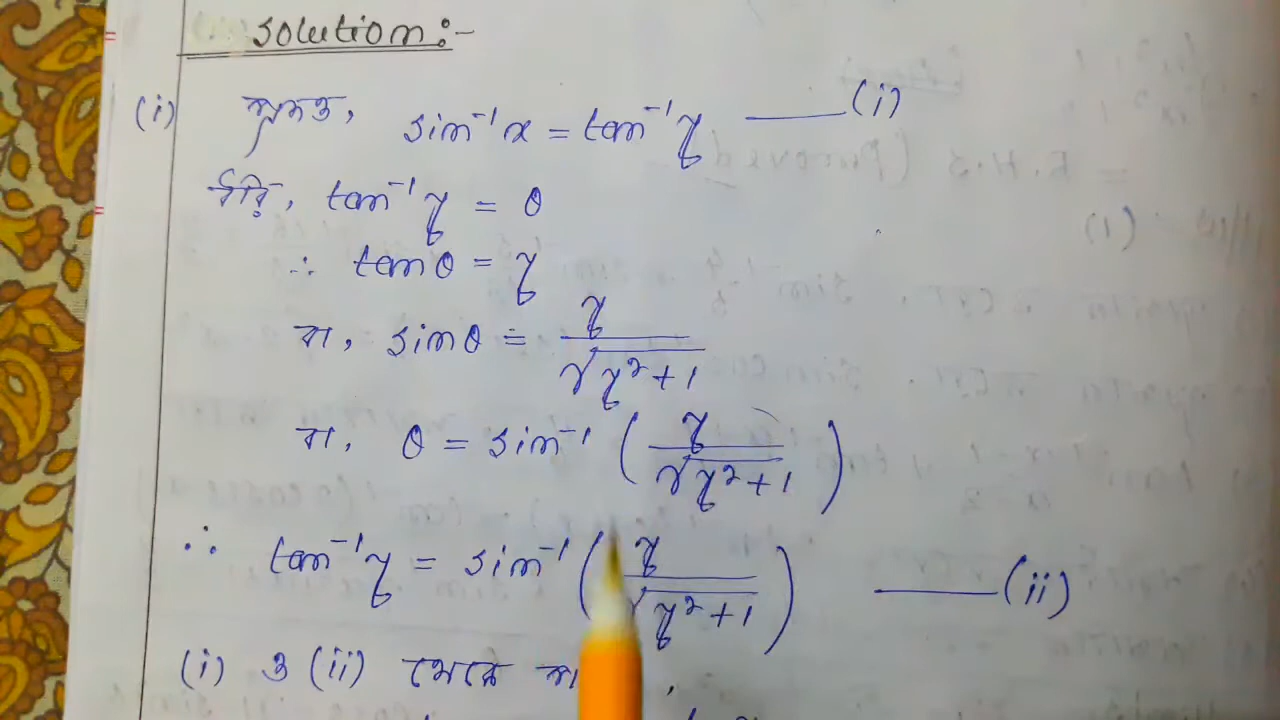 Solution:-
(i) প্রদত্ত, sin⁻¹x = tan⁻¹y ——(i)
ধরি, tan⁻¹y = θ
∴ tanθ = y
বা, sinθ = y/√(y²+1)
বা, θ = sin⁻¹(y/√(y²+1))
∴ tan⁻¹y = sin⁻¹(y/√(y²+1)) ——(ii)
(i) ও (ii) থেকে